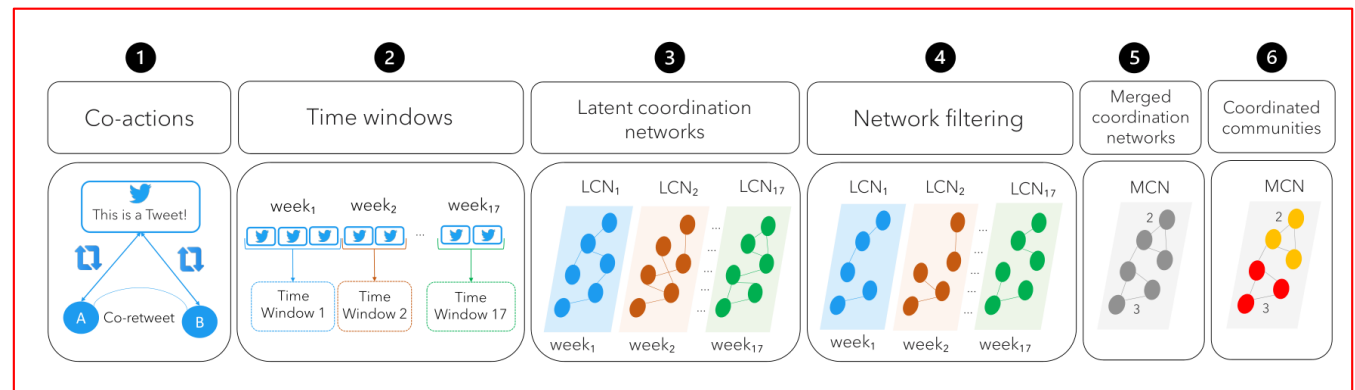 1
2
3
4
5
6
Co-actions
Time windows
Latent coordination
networks
Network filtering
Merged
coordination
networks
Coordinated
communities
This is a Tweet!
A
Co-retweet
B
week₁
week₂
...
week₁₇
Time
Window 1
Time
Window 2
Time
Window 17
LCN₁
LCN₂
LCN₁₇
...
...
...
...
week₁
week₂
week₁₇
LCN₁
LCN₂
LCN₁₇
...
...
...
...
week₁
week₂
week₁₇
MCN
2
3
MCN
2
3